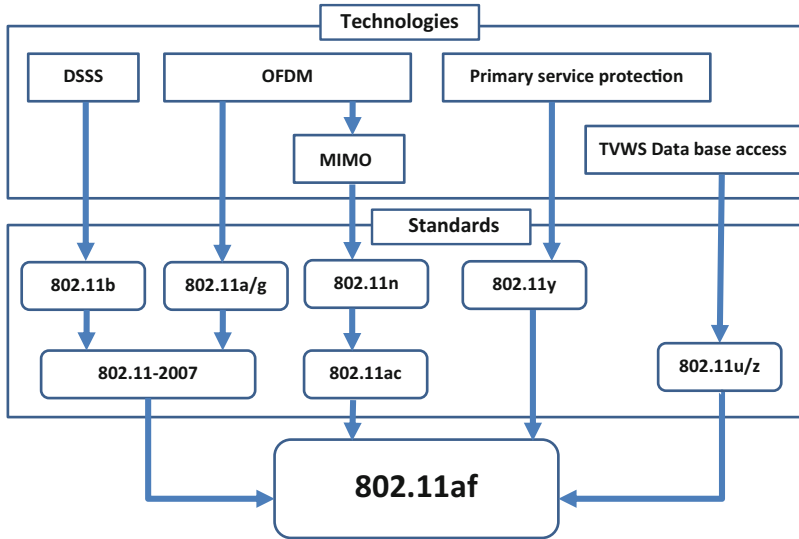 Technologies
DSSS
OFDM
Primary service protection
MIMO
TVWS Data base access
Standards
802.11b
802.11a/g
802.11n
802.11y
802.11-2007
802.11ac
802.11u/z
802.11af